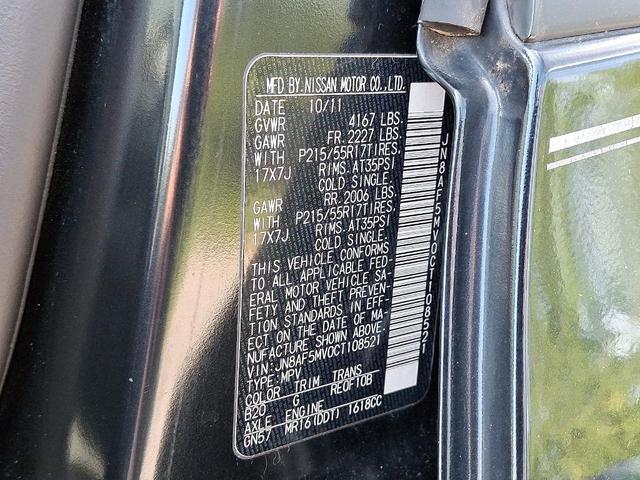 MFD BY NISSAN MOTOR CO.,LTD.
DATE 10/11
GVWR 4167 LBS.
GAWR FR. 2227 LBS.
WITH P215/55R17TIRES.
17X7J RIMS. AT35PSI
COLD SINGLE.
GAWR RR. 2006 LBS.
WITH P215/55R17TIRES.
17X7J RIMS. AT35PSI
COLD SINGLE.
THIS VEHICLE CONFORMS
TO ALL APPLICABLE FED-
ERAL MOTOR VEHICLE SA-
FETY AND THEFT PREVEN-
TION STANDARDS IN EFF-
ECT ON THE DATE OF MA-
NUFACTURE SHOWN ABOVE.
VIN:JN8AF5MV0CT108521
TYPE:MPV
COLOR TRIM TRANS
B20 G RE0F10B
AXLE ENGINE
GN57 MR16(DDT) 1618CC
JN8AF5MV0CT108521